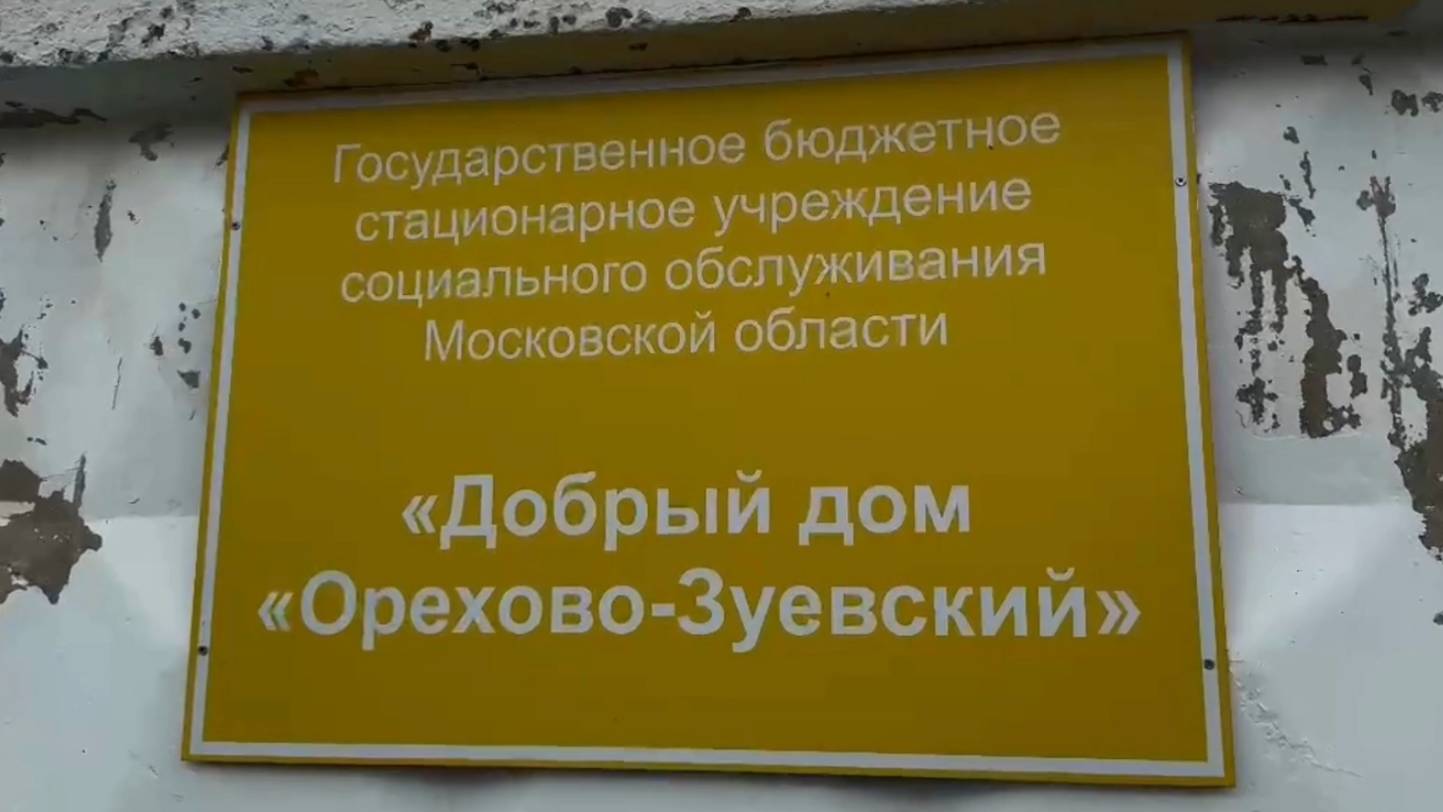 Государственное бюджетное
стационарное учреждение
социального обслуживания
Московской области
«Добрый дом
«Орехово-Зуевский»